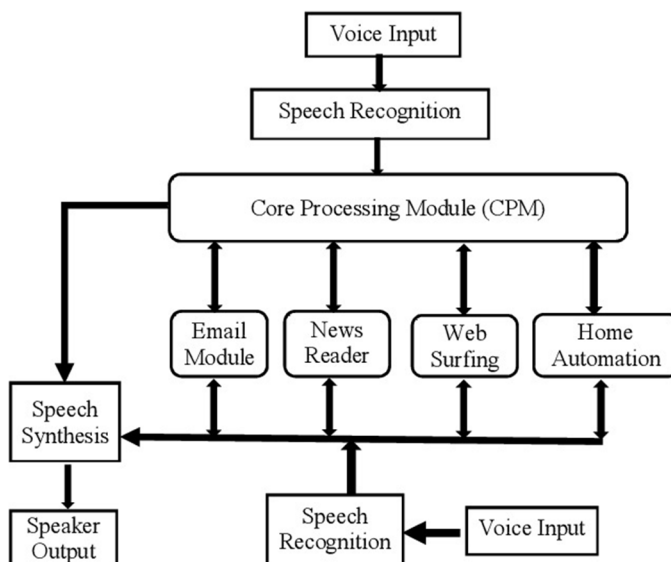 Voice Input
Speech Recognition
Core Processing Module (CPM)
Email
Module
News
Reader
Web
Surfing
Home
Automation
Speech
Synthesis
Speaker
Output
Speech
Recognition
Voice Input